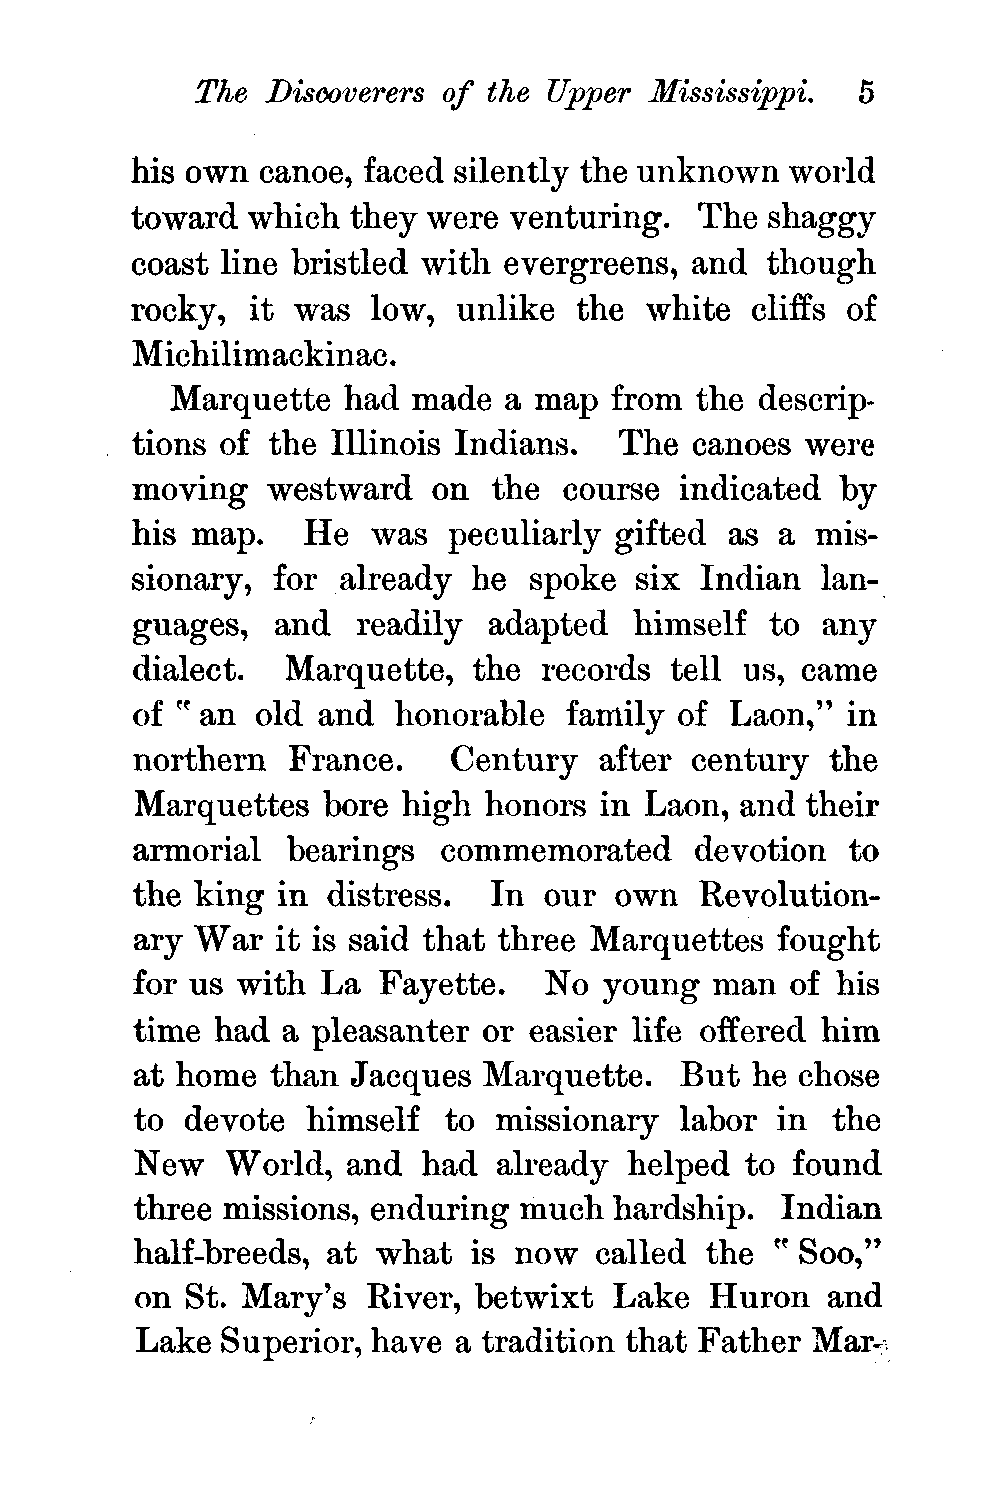 The Discoverers of the Upper Mississippi. 5
his own canoe, faced silently the unknown world
toward which they were venturing. The shaggy
coast line bristled with evergreens, and though
rocky, it was low, unlike the white cliffs of
Michilimackinac.
Marquette had made a map from the descrip-
tions of the Illinois Indians. The canoes were
moving westward on the course indicated by
his map. He was peculiarly gifted as a mis-
sionary, for already he spoke six Indian lan-
guages, and readily adapted himself to any
dialect. Marquette, the records tell us, came
of "an old and honorable family of Laon," in
northern France. Century after century the
Marquettes bore high honors in Laon, and their
armorial bearings commemorated devotion to
the king in distress. In our own Revolution-
ary War it is said that three Marquettes fought
for us with La Fayette. No young man of his
time had a pleasanter or easier life offered him
at home than Jacques Marquette. But he chose
to devote himself to missionary labor in the
New World, and had already helped to found
three missions, enduring much hardship. Indian
half-breeds, at what is now called the "Soo,"
on St. Mary's River, betwixt Lake Huron and
Lake Superior, have a tradition that Father Mar-